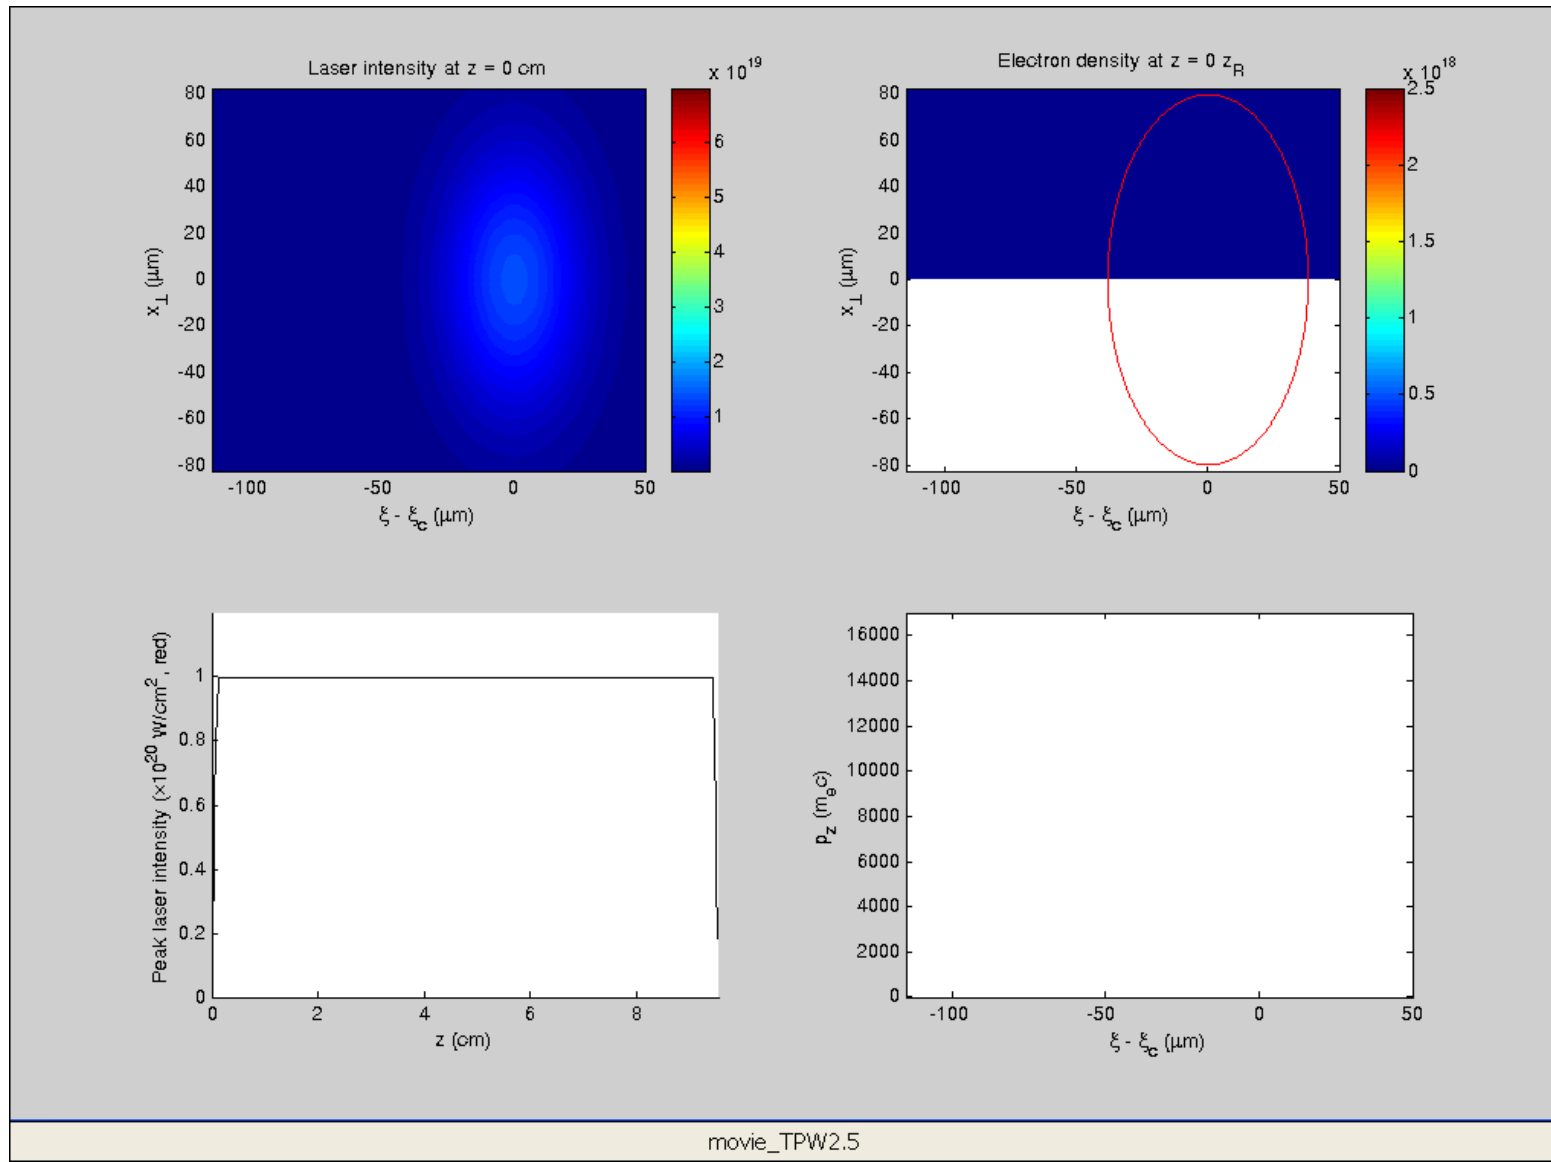 Laser intensity at z = 0 cm
x 10^19
80
60
40
20
0
-20
-40
-60
-80
x⊥ (μm)
6
5
4
3
2
1
-100 -50 0 50
ξ - ξc (μm)
Electron density at z = 0 zR
x 10^18
80
60
40
20
0
-20
-40
-60
-80
x⊥ (μm)
2.5
2
1.5
1
0.5
0
-100 -50 0 50
ξ - ξc (μm)
Peak laser intensity (×10^20 W/cm^2, red)
1
0.8
0.6
0.4
0.2
0
0 2 4 6 8
z (cm)
pz (mec)
16000
14000
12000
10000
8000
6000
4000
2000
0
-100 -50 0 50
ξ - ξc (μm)
movie_TPW2.5